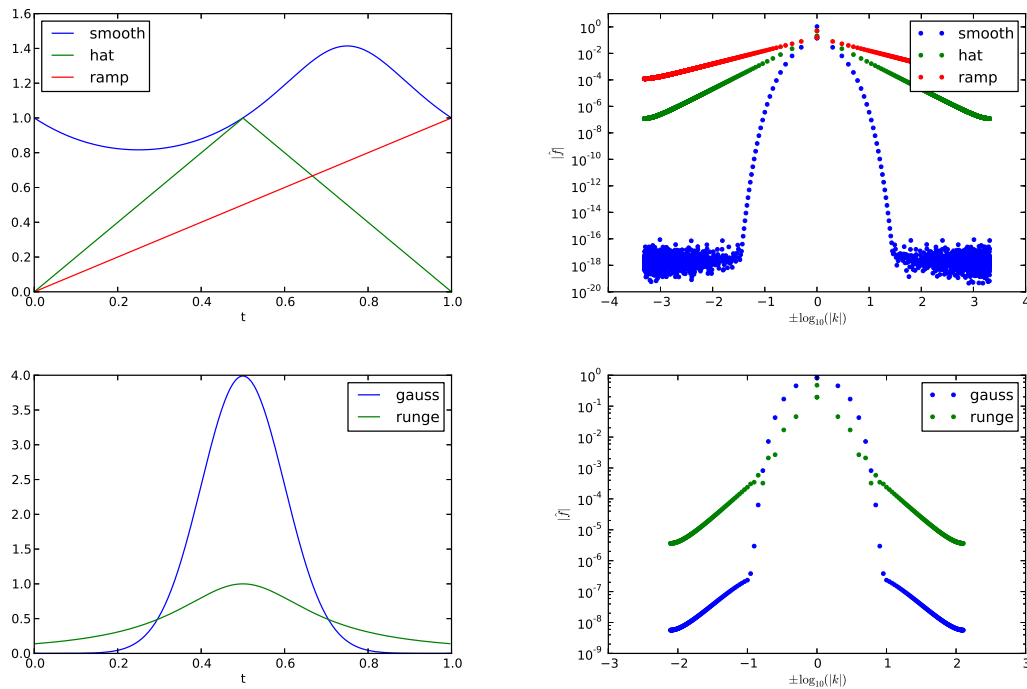 1.6
1.4
1.2
1.0
0.8
0.6
0.4
0.2
0.0
smooth
hat
ramp
0.0 0.2 0.4 0.6 0.8 1.0
t
10^0
10^-2
10^-4
10^-6
10^-8
10^-10
10^-12
10^-14
10^-16
10^-18
10^-20
|f̂|
smooth
hat
ramp
−4 −3 −2 −1 0 1 2 3 4
±log₁₀(|k|)
4.0
3.5
3.0
2.5
2.0
1.5
1.0
0.5
0.0
gauss
runge
0.0 0.2 0.4 0.6 0.8 1.0
t
10^0
10^-1
10^-2
10^-3
10^-4
10^-5
10^-6
10^-7
10^-8
10^-9
|f̂|
gauss
runge
−3 −2 −1 0 1 2 3
±log₁₀(|k|)